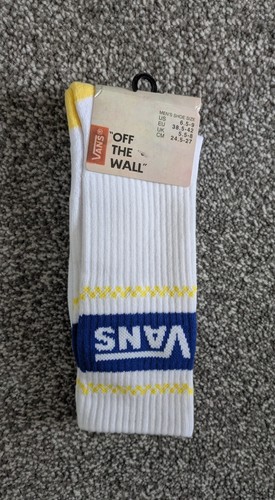 MEN'S SHOE SIZE
US 6.5-9
EU 38.5-42
UK 5.5-8
CM 24.5-27
VANS
"OFF
THE
WALL"
VANS